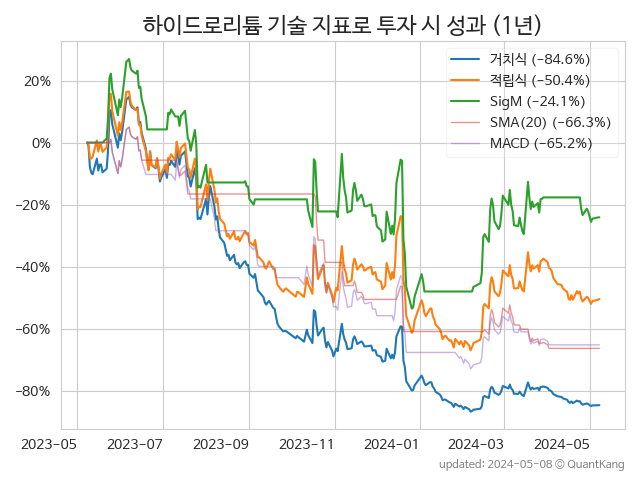 하이드로리튬 기술 지표로 투자 시 성과 (1년)
거치식 (−84.6%)
적립식 (−50.4%)
SigM (−24.1%)
SMA(20) (−66.3%)
MACD (−65.2%)
20%
0%
−20%
−40%
−60%
−80%
2023-05 2023-07 2023-09 2023-11 2024-01 2024-03 2024-05
updated: 2024-05-08 © QuantKang